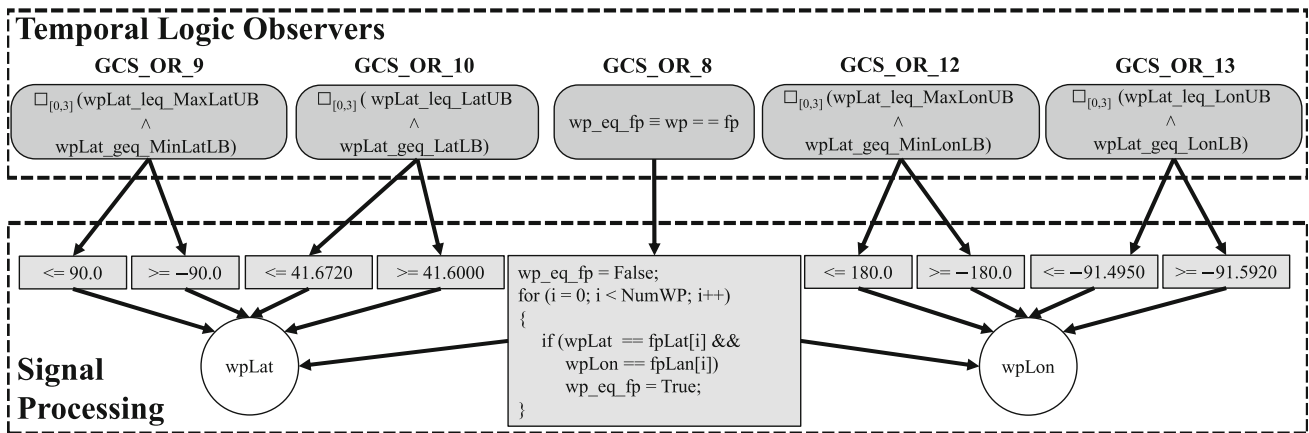 Temporal Logic Observers
GCS_OR_9
□[0,3] (wpLat_leq_MaxLatUB
^
wpLat_geq_MinLatLB)
GCS_OR_10
□[0,3] ( wpLat_leq_LatUB
^
wpLat_geq_LatLB)
GCS_OR_8
wp_eq_fp ≡ wp = = fp
GCS_OR_12
□[0,3] (wpLat_leq_MaxLonUB
^
wpLat_geq_MinLonLB)
GCS_OR_13
□[0,3] (wpLat_leq_LonUB
^
wpLat_geq_LonLB)
<= 90.0
>= −90.0
<= 41.6720
>= 41.6000
wp_eq_fp = False;
for (i = 0; i < NumWP; i++)
{
if (wpLat == fpLat[i] &&
wpLon == fpLan[i])
wp_eq_fp = True;
}
<= 180.0
>= −180.0
<= −91.4950
>= −91.5920
wpLat
wpLon
Signal
Processing